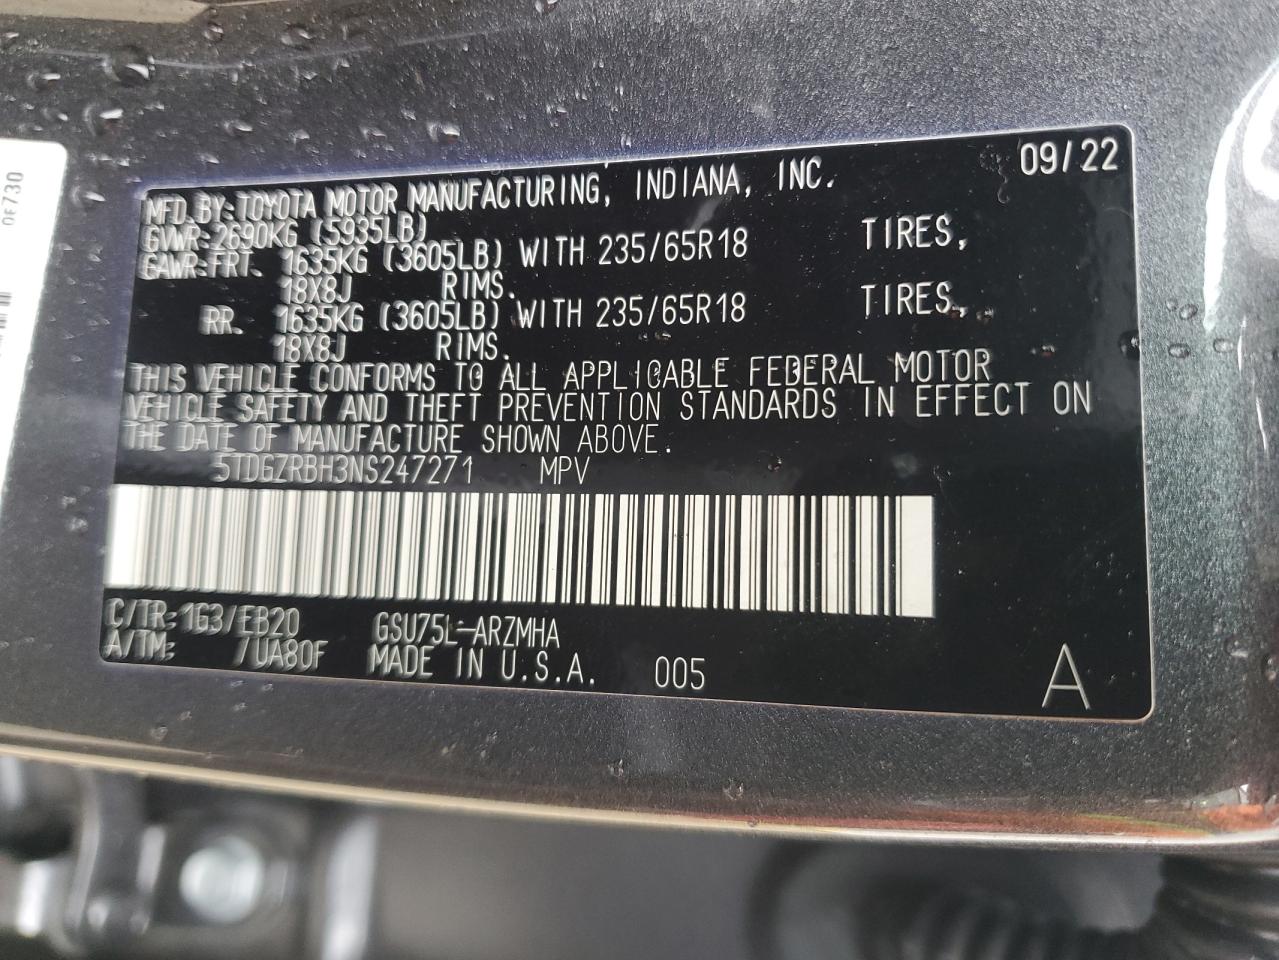 0F730
09/22
MFD.BY:TOYOTA MOTOR MANUFACTURING, INDIANA, INC.
GVWR:2690KG (5935LB)
GAWR:FRT. 1635KG (3605LB) WITH 235/65R18 TIRES,
18X8J RIMS.
RR. 1635KG (3605LB) WITH 235/65R18 TIRES,
18X8J RIMS.
THIS VEHICLE CONFORMS TO ALL APPLICABLE FEDERAL MOTOR
VEHICLE SAFETY AND THEFT PREVENTION STANDARDS IN EFFECT ON
THE DATE OF MANUFACTURE SHOWN ABOVE.
5TDGZRBH3NS247271 MPV
C/TR:1G3/EB20 GSU75L-ARZMHA
A/TM: /UA80F MADE IN U.S.A. 005
A